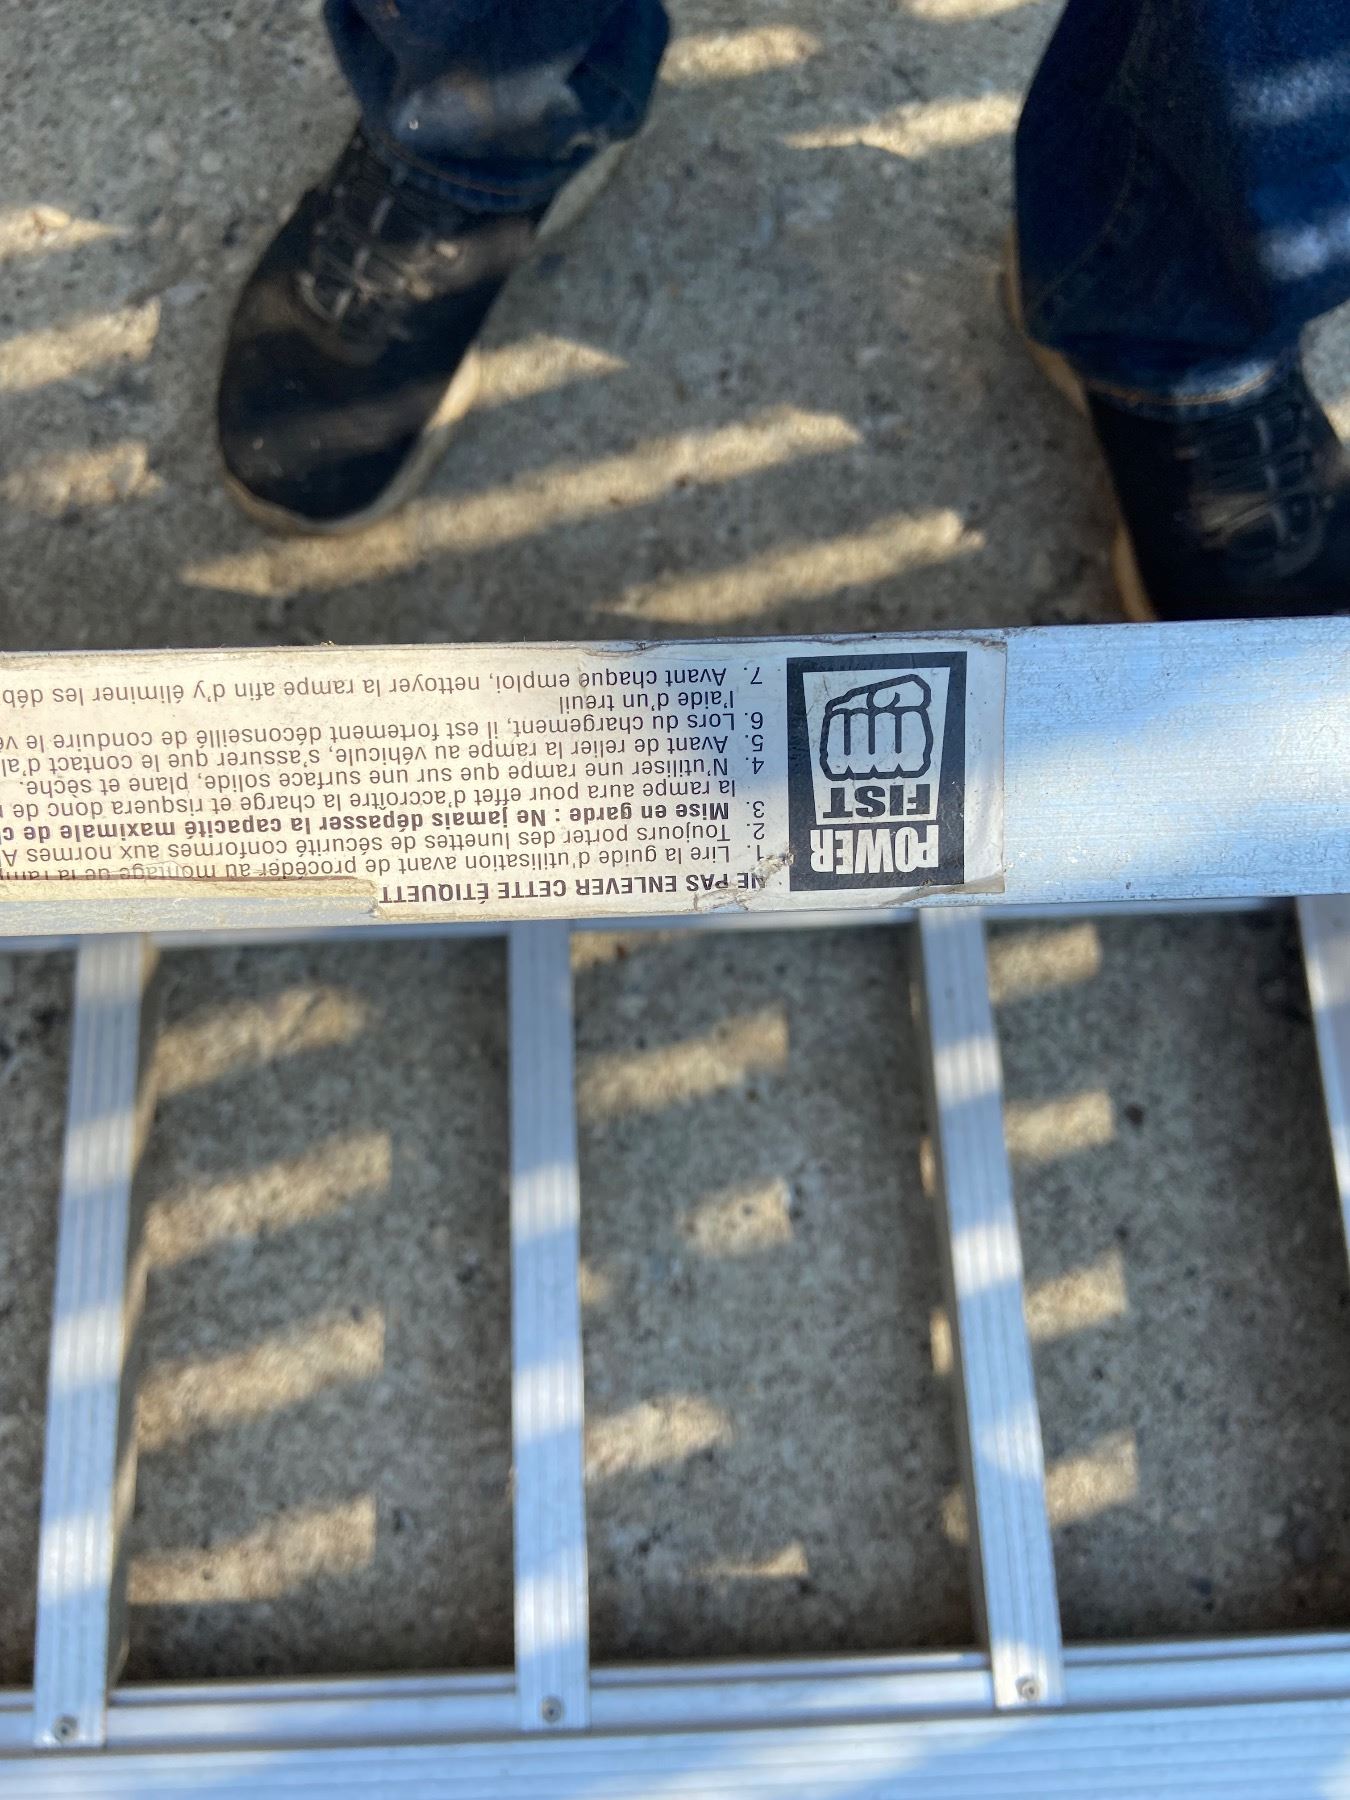 POWER
FIST
NE PAS ENLEVER CETTE ÉTIQUETT
1. Lire la guide d'utilisation avant de procéder au montage de la
2. Toujours porter des lunettes de sécurité conformes aux normes A
3. Mise en garde : Ne jamais dépasser la capacité maximale de
la rampe aura pour effet d'accroître la charge et risquera donc de
4. N'utiliser une rampe que sur une surface solide, plane et sèche.
5. Avant de relier la rampe au véhicule, s'assurer que le contact d'al
6. Lors du chargement, il est fortement déconseillé de conduire le
l'aide d'un treuil
7. Avant chaque emploi, nettoyer la rampe afin d'y éliminer les déb